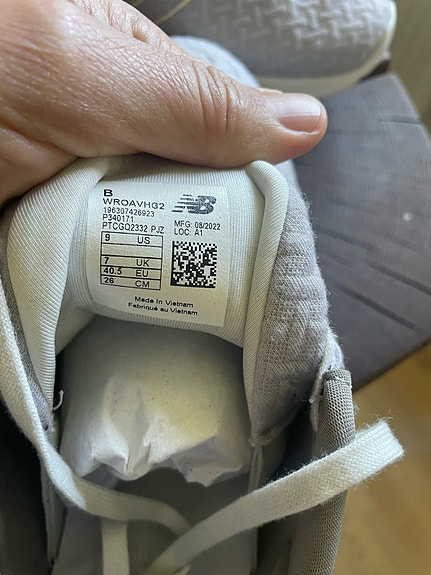 B
WROAVHG2
196307426923
P340171
PTCGQ2332 PJZ
NB
MFG: 08/2022
LOC: A1
9 US
7 UK
40.5 EU
26 CM
Made in Vietnam
Fabriqué au Vietnam